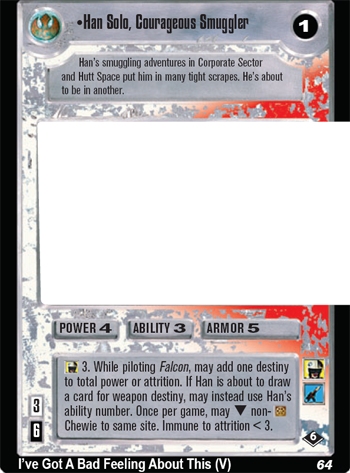 •Han Solo, Courageous Smuggler
1
Han's smuggling adventures in Corporate Sector
and Hutt Space put him in many tight scrapes. He's about
to be in another.
POWER 4 ABILITY 3 ARMOR 5
3. While piloting Falcon, may add one destiny
to total power or attrition. If Han is about to draw
a card for weapon destiny, may instead use Han's
ability number. Once per game, may ▼ non-
Chewie to same site. Immune to attrition < 3.
3
6
6
I've Got A Bad Feeling About This (V)
64